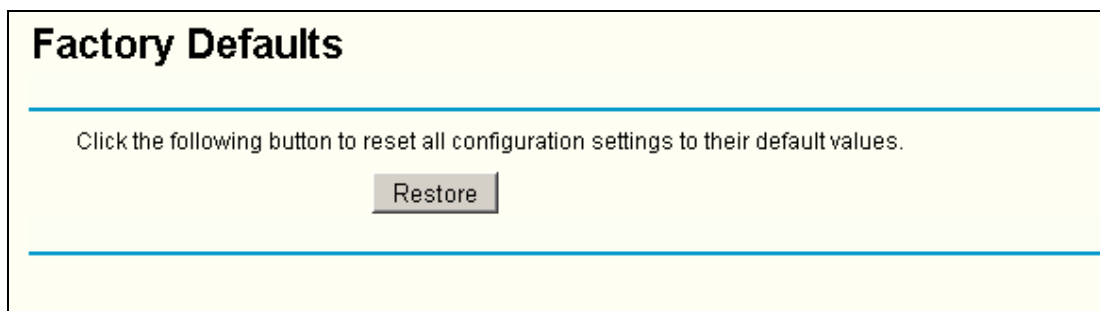 Factory Defaults
Click the following button to reset all configuration settings to their default values.
Restore